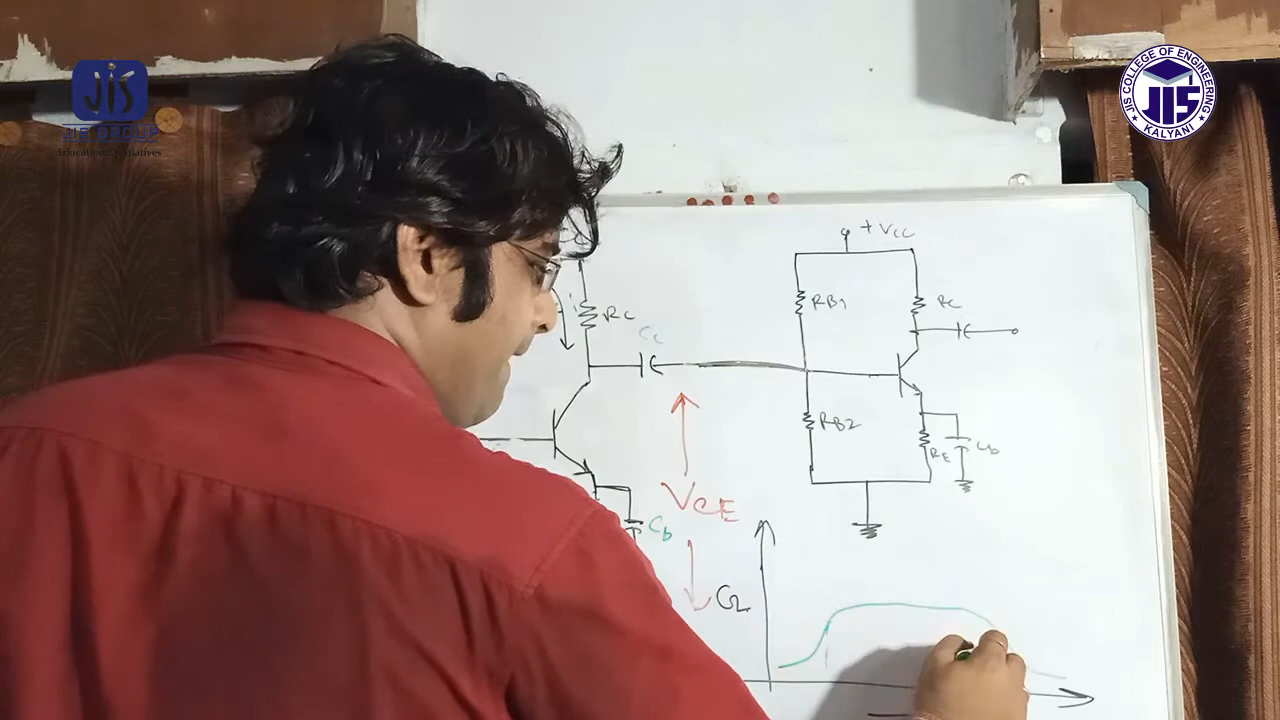 JIS
JIS GROUP
Educational Initiatives
JIS COLLEGE OF ENGINEERING
JIS
KALYANI
+VCC
RC
CC
RB1
RC
RB2
RE
Cb
VCE
Cb